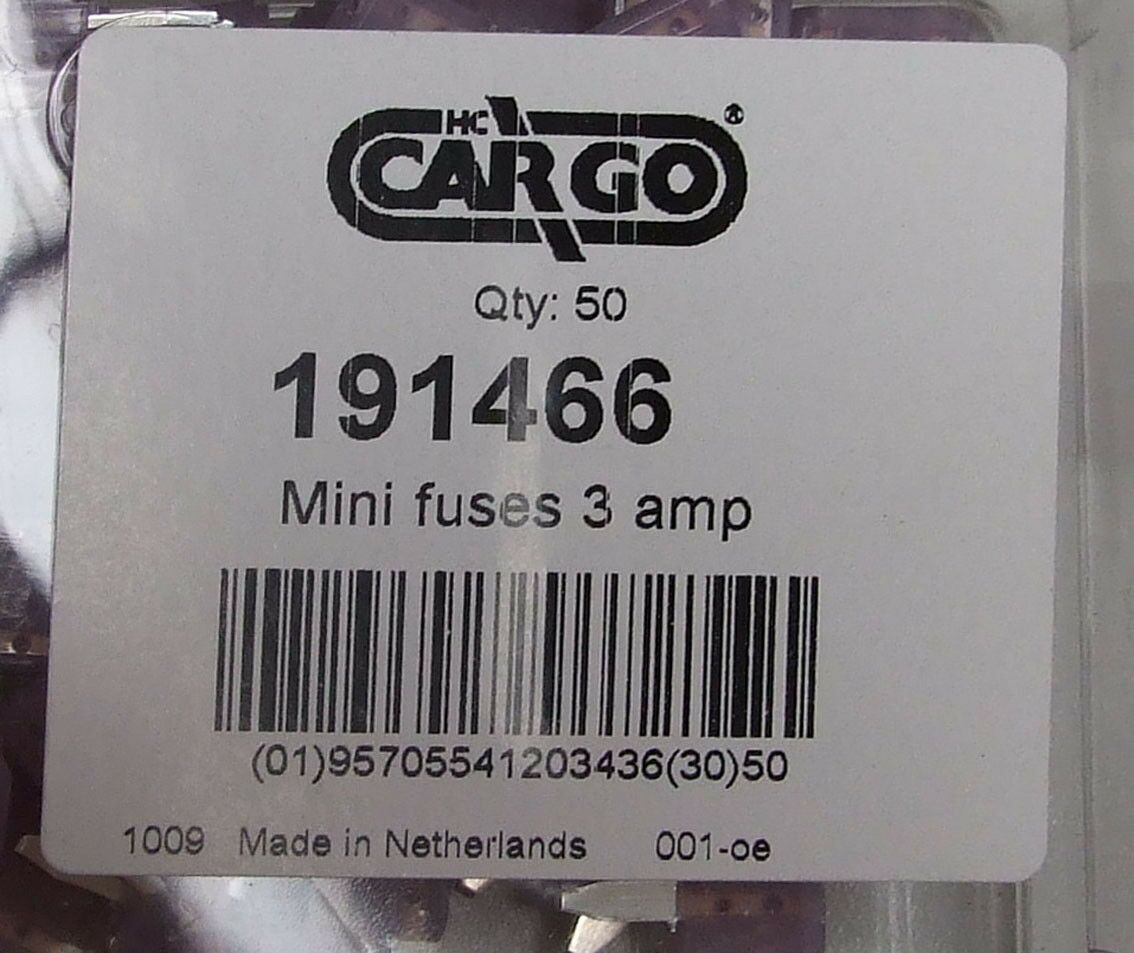 HC
CARGO®
Qty: 50
191466
Mini fuses 3 amp
(01)95705541203436(30)50
1009 Made in Netherlands 001-oe